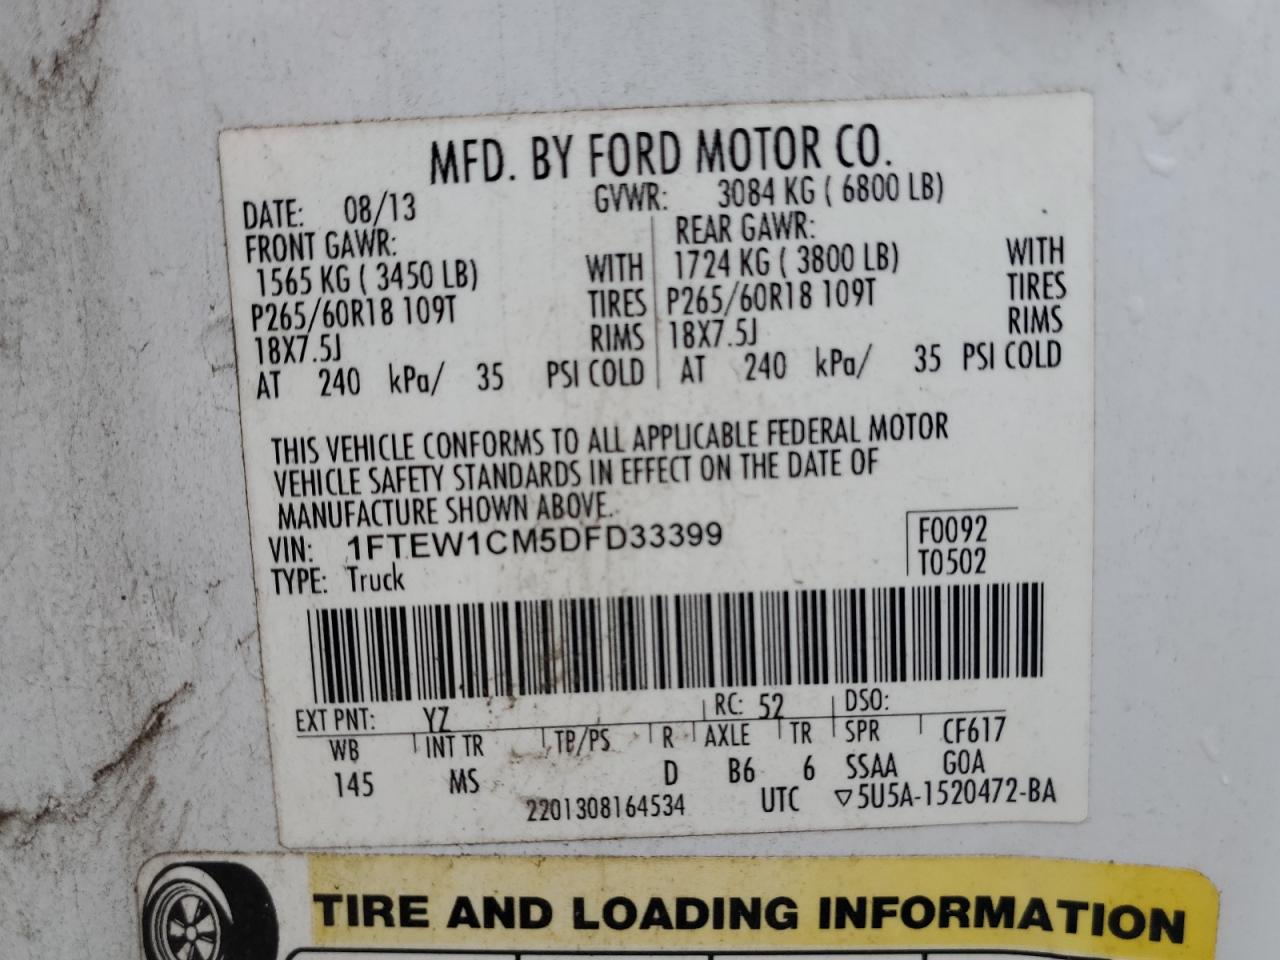 MFD. BY FORD MOTOR CO.
DATE: 08/13 GVWR: 3084 KG ( 6800 LB)
FRONT GAWR: REAR GAWR:
1565 KG ( 3450 LB) WITH 1724 KG ( 3800 LB) WITH
P265/60R18 109T TIRES P265/60R18 109T TIRES
18X7.5J RIMS 18X7.5J RIMS
AT 240 kPa/ 35 PSI COLD AT 240 kPa/ 35 PSI COLD
THIS VEHICLE CONFORMS TO ALL APPLICABLE FEDERAL MOTOR
VEHICLE SAFETY STANDARDS IN EFFECT ON THE DATE OF
MANUFACTURE SHOWN ABOVE.
VIN: 1FTEW1CM5DFD33399 F0092
TYPE: Truck T0502
EXT PNT: YZ RC: 52 DSO:
WB INT TR TP/PS R AXLE TR SPR CF617
145 MS D B6 6 SSAA GOA
2201308164534 UTC ▽5U5A-1520472-BA
TIRE AND LOADING INFORMATION